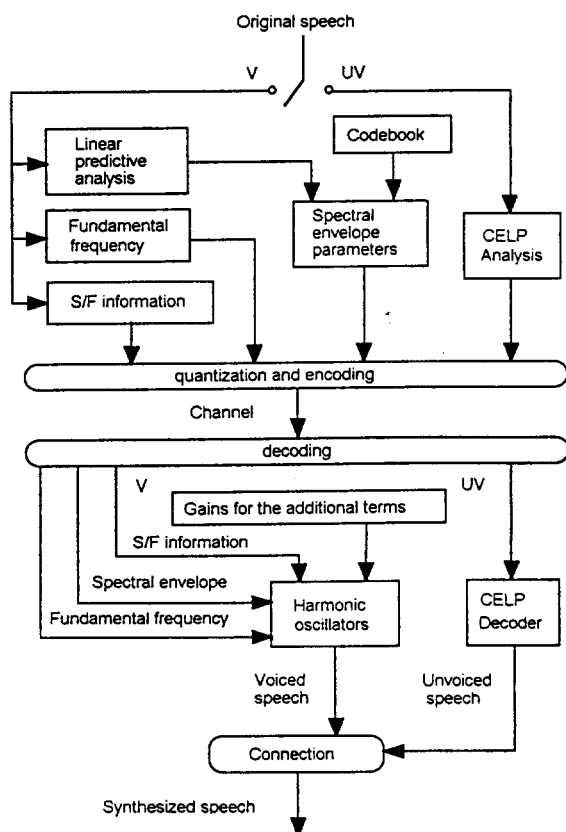 Original speech
V
UV
Linear
predictive
analysis
Codebook
Fundamental
frequency
Spectral
envelope
parameters
CELP
Analysis
S/F information
quantization and encoding
Channel
decoding
V
UV
Gains for the additional terms
S/F information
Spectral envelope
Fundamental frequency
Harmonic
oscillators
CELP
Decoder
Voiced
speech
Unvoiced
speech
Connection
Synthesized speech